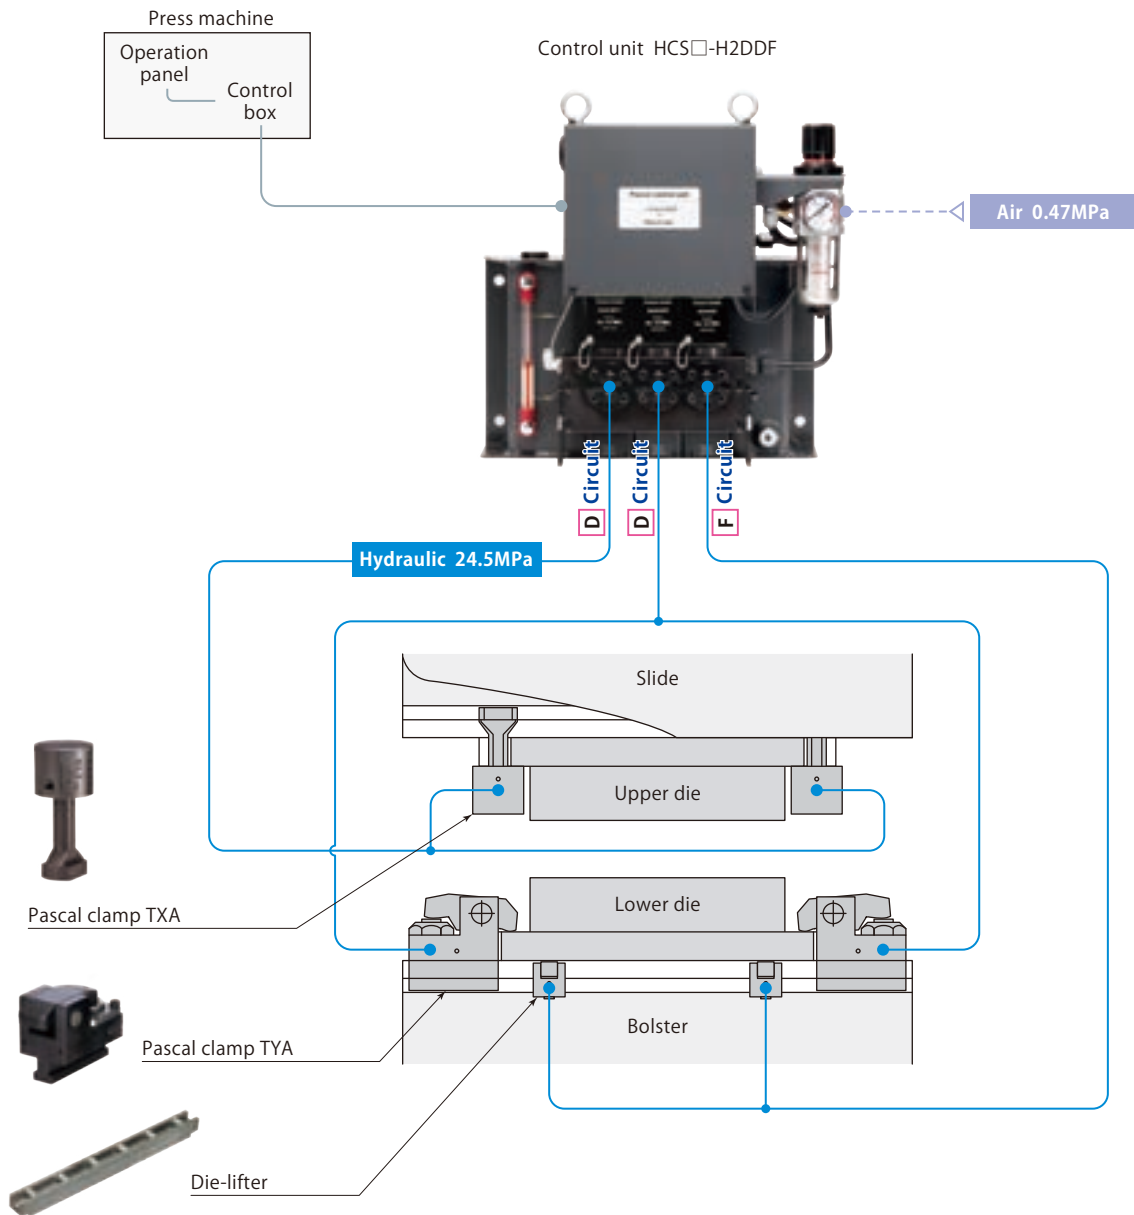 Press machine
Operation
panel
Control
box
Control unit HCS□-H2DDF
Air 0.47MPa
D Circuit
D Circuit
F Circuit
Hydraulic 24.5MPa
Slide
Upper die
Pascal clamp TXA
Lower die
Bolster
Pascal clamp TYA
Die-lifter